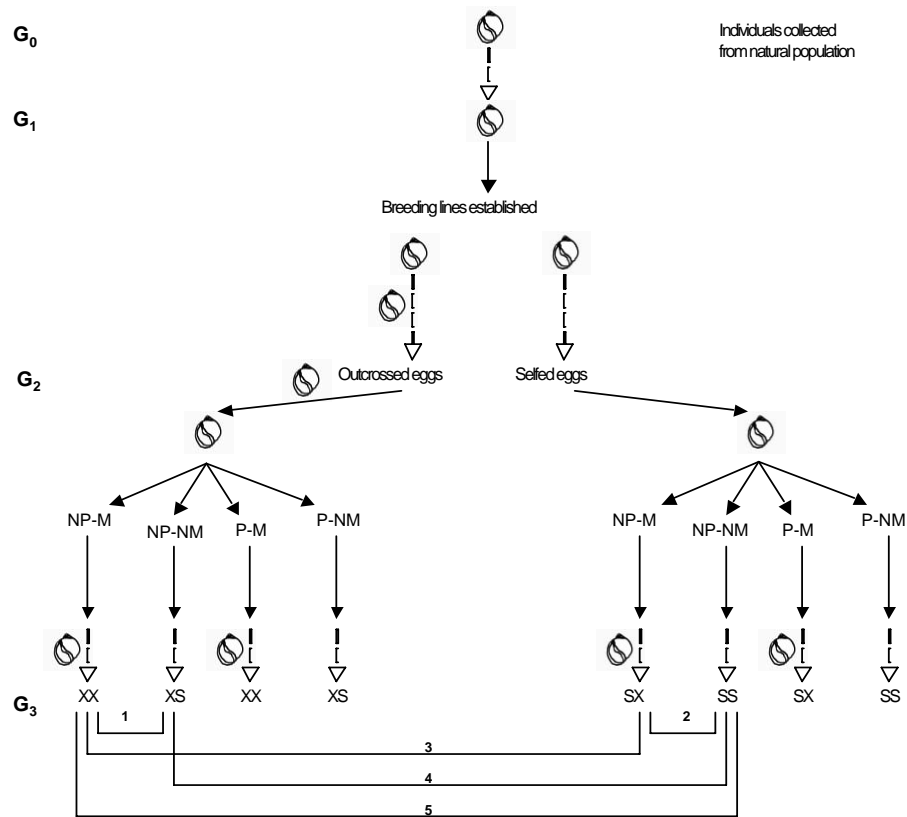 G0
Individuals collected
from natural population
G1
Breeding lines established
G2
Outcrossed eggs
Selfed eggs
NP-M
NP-NM
P-M
P-NM
NP-M
NP-NM
P-M
P-NM
G3
XX
XS
XX
XS
SX
SS
SX
SS
1
2
3
4
5